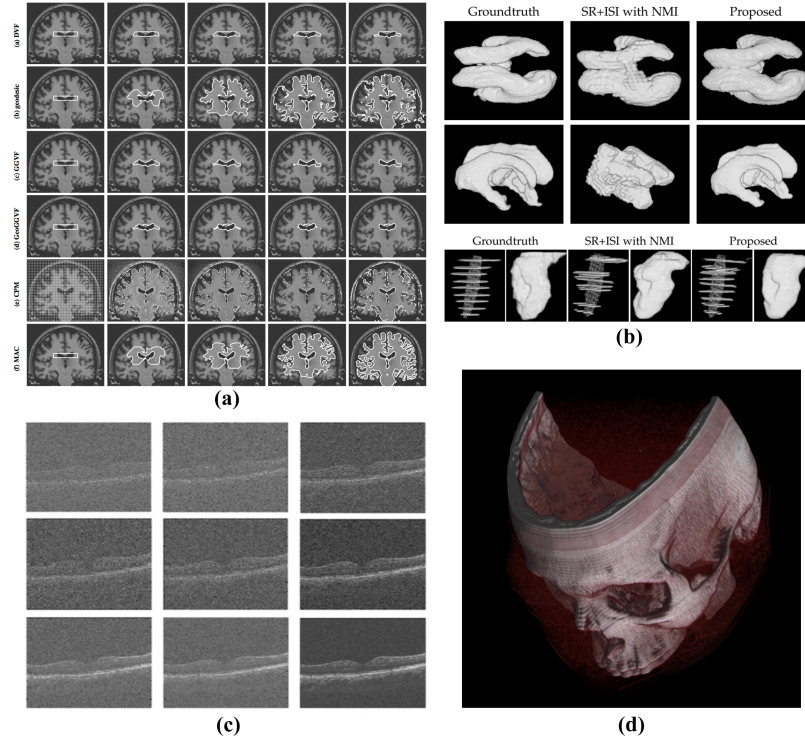 (a) DVF
(b) geodesic
(c) GGVF
(d) GeoGGVF
(e) CPM
(f) MAC
(a)
Groundtruth SR+ISI with NMI Proposed
Groundtruth SR+ISI with NMI Proposed
(b)
(c)
(d)